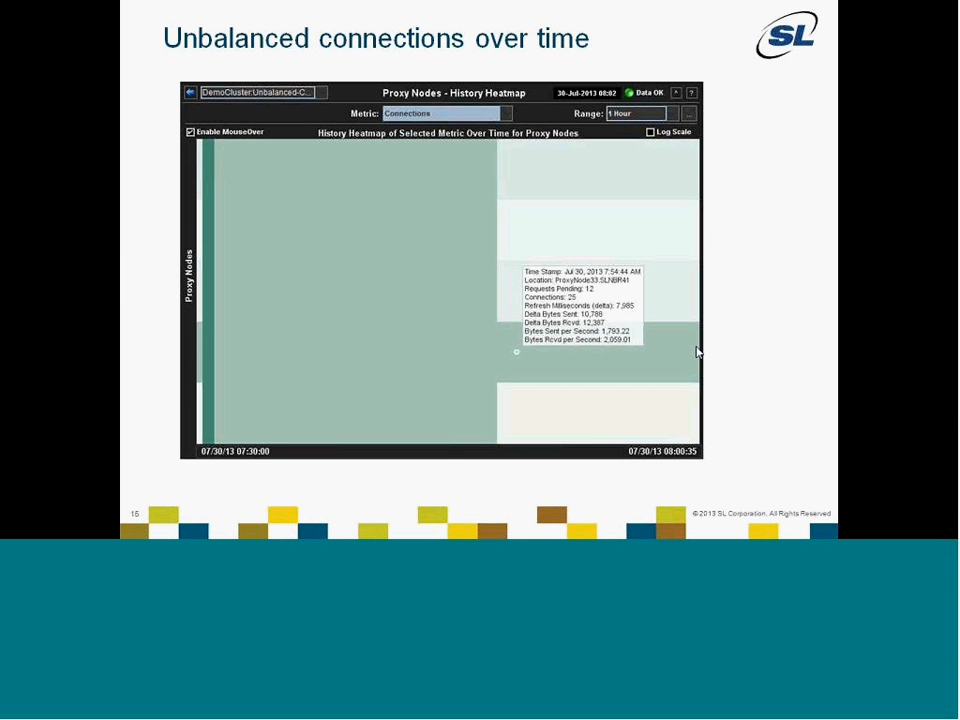 Unbalanced connections over time
SL
DemoCluster:Unbalanced-C...
Proxy Nodes - History Heatmap
30-Jul-2013 08:02
Data OK
^
?
Metric: Connections
Range: 1 Hour
...
Enable MouseOver
History Heatmap of Selected Metric Over Time for Proxy Nodes
Log Scale
Proxy Nodes
Time Stamp: Jul 30, 2013 7:54:44 AM
Location: ProxyNode33.SLNBR41
Requests Pending: 12
Connections: 25
Refresh Milliseconds (delta): 7,985
Delta Bytes Sent: 10,788
Delta Bytes Rcvd: 12,387
Bytes Sent per Second: 1,793.22
Bytes Rcvd per Second: 2,059.01
07/30/13 07:30:00
07/30/13 08:00:35
15
© 2013 SL Corporation. All Rights Reserved